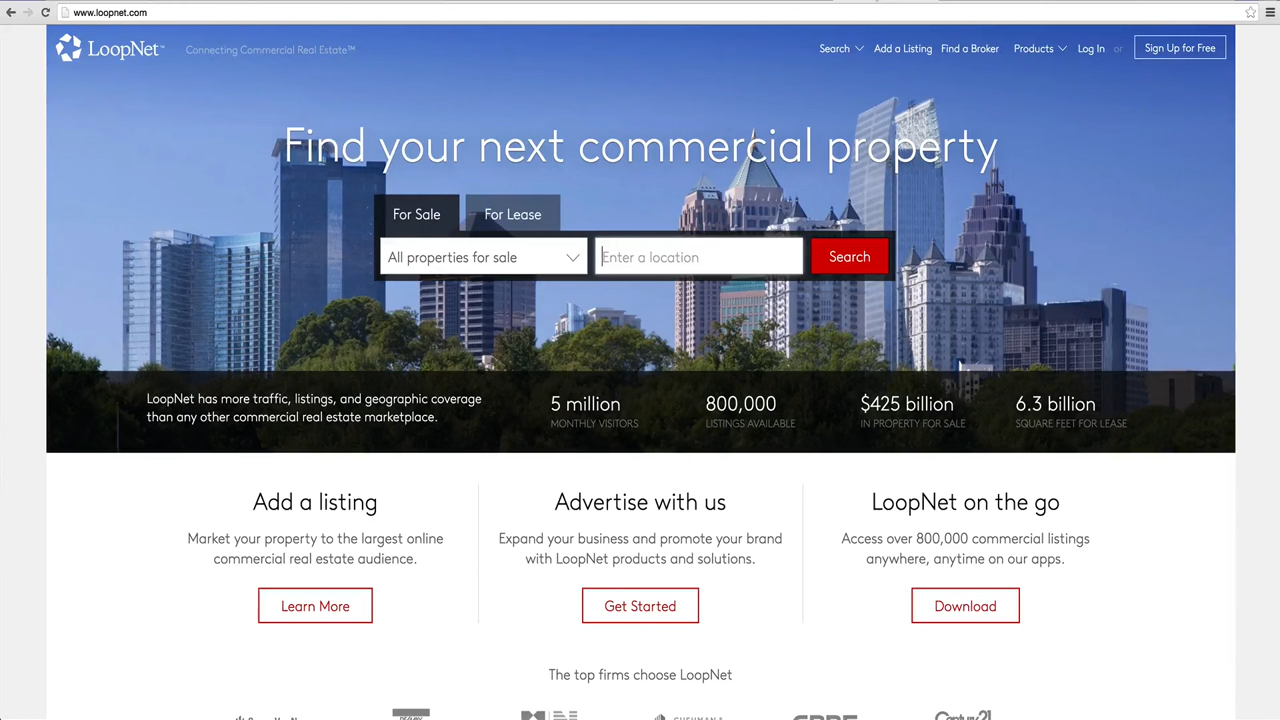 www.loopnet.com
LoopNet™ Connecting Commercial Real Estate™ Search Add a Listing Find a Broker Products Log In or Sign Up for Free
Find your next commercial property
For Sale For Lease
All properties for sale Enter a location Search
LoopNet has more traffic, listings, and geographic coverage
than any other commercial real estate marketplace.
5 million 800,000 $425 billion 6.3 billion
MONTHLY VISITORS LISTINGS AVAILABLE IN PROPERTY FOR SALE SQUARE FEET FOR LEASE
Add a listing
Market your property to the largest online
commercial real estate audience.
Learn More
Advertise with us
Expand your business and promote your brand
with LoopNet products and solutions.
Get Started
LoopNet on the go
Access over 800,000 commercial listings
anywhere, anytime on our apps.
Download
The top firms choose LoopNet